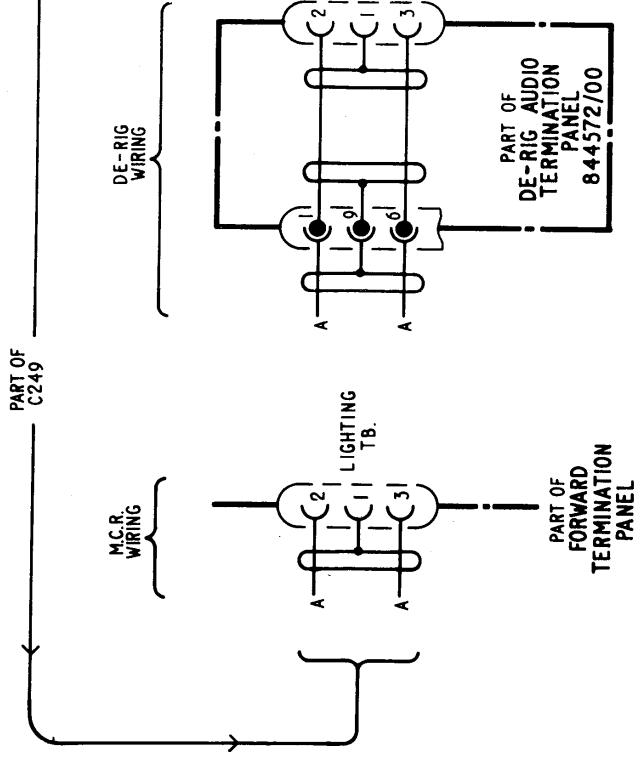 PART OF
C249
DE-RIG
WIRING
2
1
3
1
9
6
A
A
PART OF
DE-RIG AUDIO
TERMINATION
PANEL
844572/00
M.C.R.
WIRING
2
1
3
A
A
LIGHTING
TB.
PART OF
FORWARD
TERMINATION
PANEL